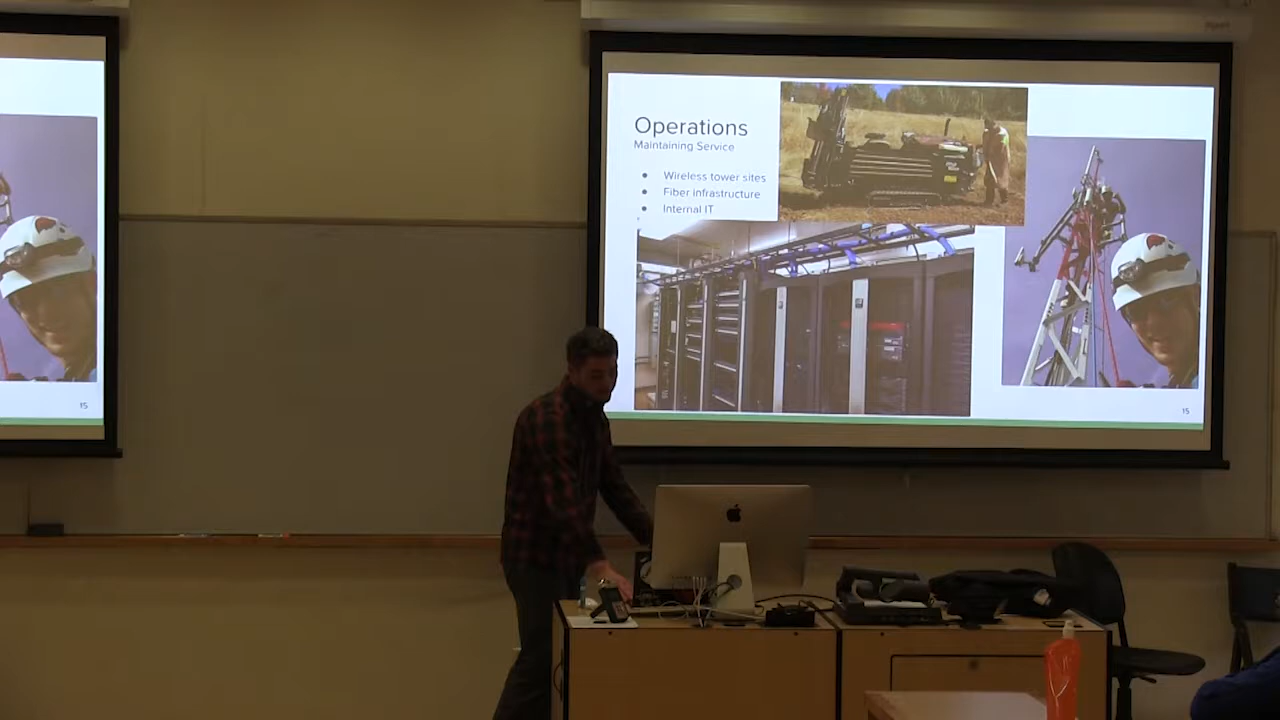 Operations
Maintaining Service
Wireless tower sites
Fiber infrastructure
Internal IT
15
15